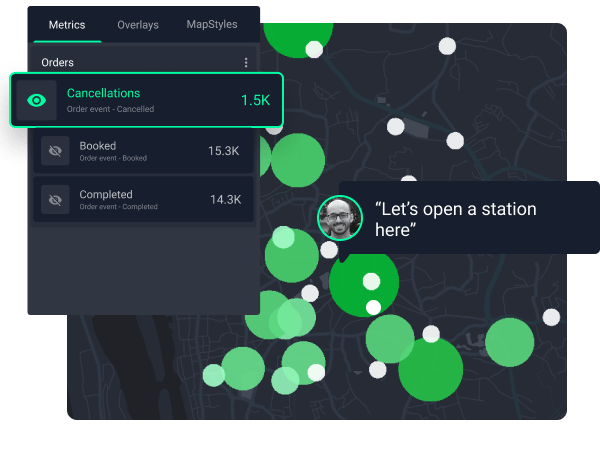 Metrics
Overlays
MapStyles
Orders
Cancellations
Order event - Cancelled
1.5K
Booked
Order event - Booked
15.3K
Completed
Order event - Completed
14.3K
“Let’s open a station
here”